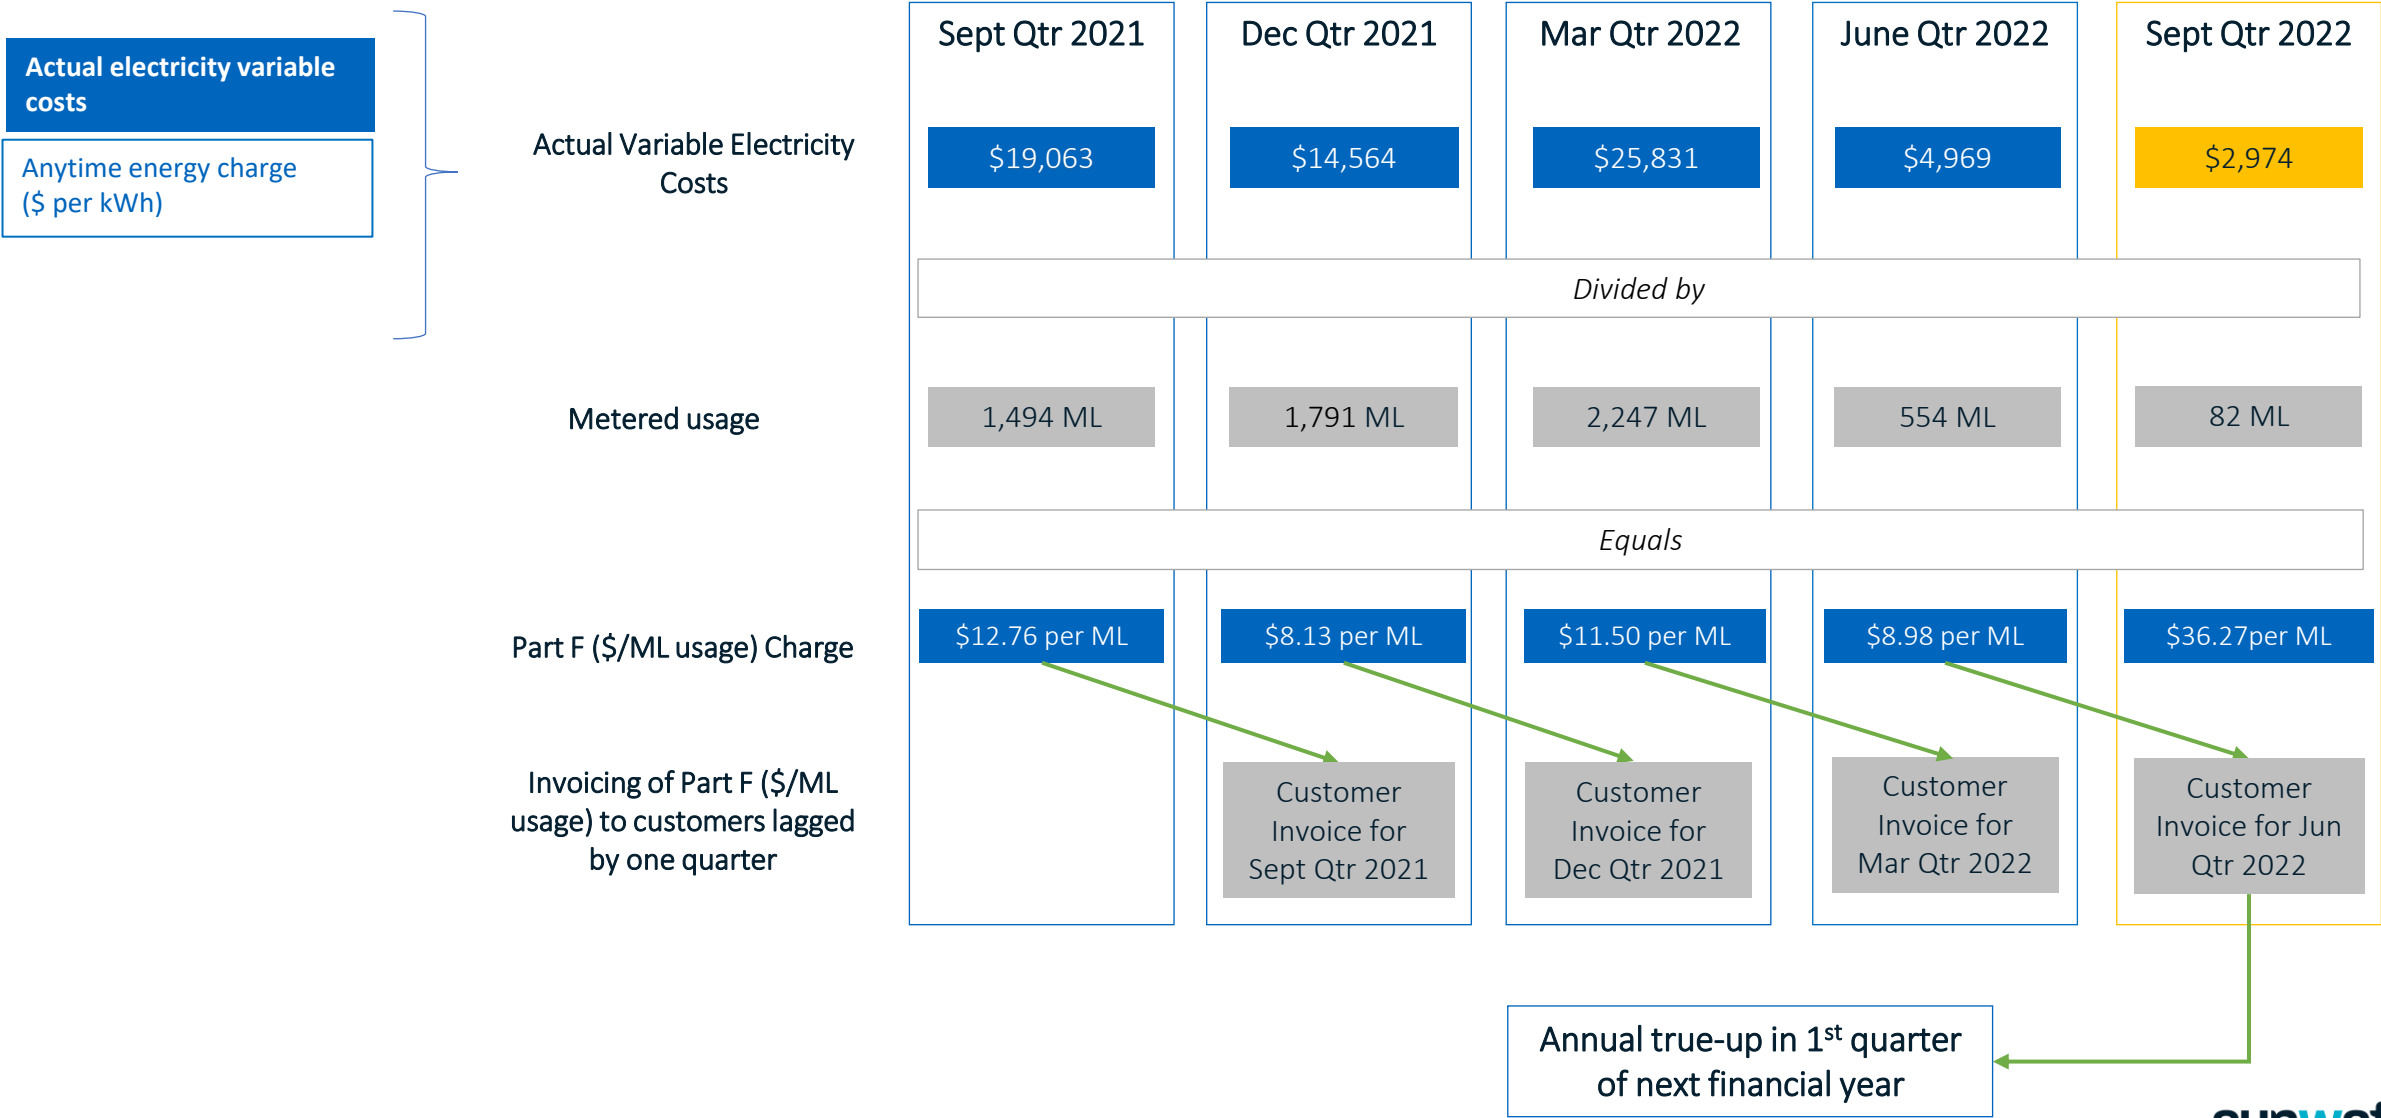 Sept Qtr 2021
Dec Qtr 2021
Mar Qtr 2022
June Qtr 2022
Sept Qtr 2022
Actual electricity variable
costs
Anytime energy charge
($ per kWh)
Actual Variable Electricity
Costs
$19,063
$14,564
$25,831
$4,969
$2,974
Divided by
Metered usage
1,494 ML
1,791 ML
2,247 ML
554 ML
82 ML
Equals
Part F ($/ML usage) Charge
$12.76 per ML
$8.13 per ML
$11.50 per ML
$8.98 per ML
$36.27per ML
Invoicing of Part F ($/ML
usage) to customers lagged
by one quarter
Customer
Invoice for
Sept Qtr 2021
Customer
Invoice for
Dec Qtr 2021
Customer
Invoice for
Mar Qtr 2022
Customer
Invoice for Jun
Qtr 2022
Annual true-up in 1st quarter
of next financial year